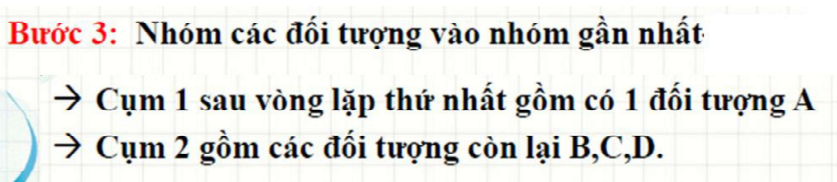 Bước 3: Nhóm các đối tượng vào nhóm gần nhất
→ Cụm 1 sau vòng lặp thứ nhất gồm có 1 đối tượng A
→ Cụm 2 gồm các đối tượng còn lại B,C,D.